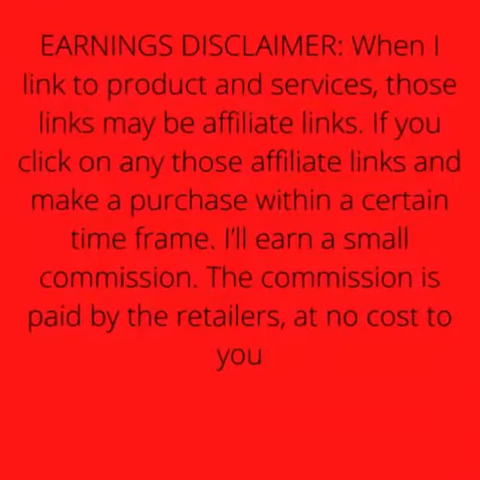 EARNINGS DISCLAIMER: When I
link to product and services, those
links may be affiliate links. If you
click on any those affiliate links and
make a purchase within a certain
time frame. I'll earn a small
commission. The commission is
paid by the retailers, at no cost to
you